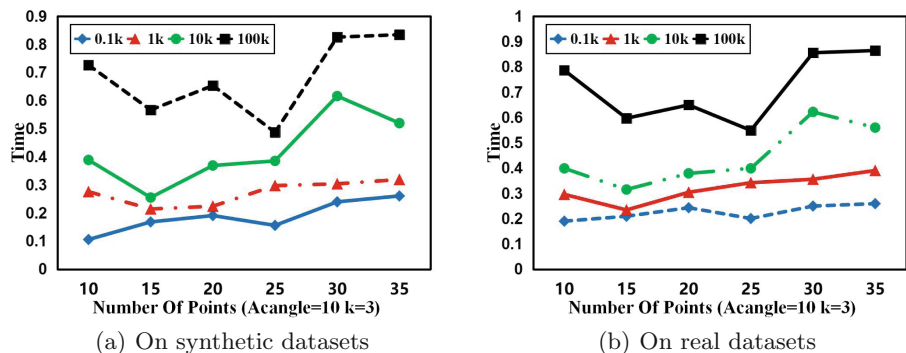 0.9
0.8
0.7
0.6
0.5
0.4
0.3
0.2
0.1
0
Time
0.1k 1k 10k 100k
10 15 20 25 30 35
Number Of Points (Acangle=10 k=3)
(a) On synthetic datasets
1
0.9
0.8
0.7
0.6
0.5
0.4
0.3
0.2
0.1
0
Time
0.1k 1k 10k 100k
10 15 20 25 30 35
Number Of Points (Acangle=10 k=3)
(b) On real datasets